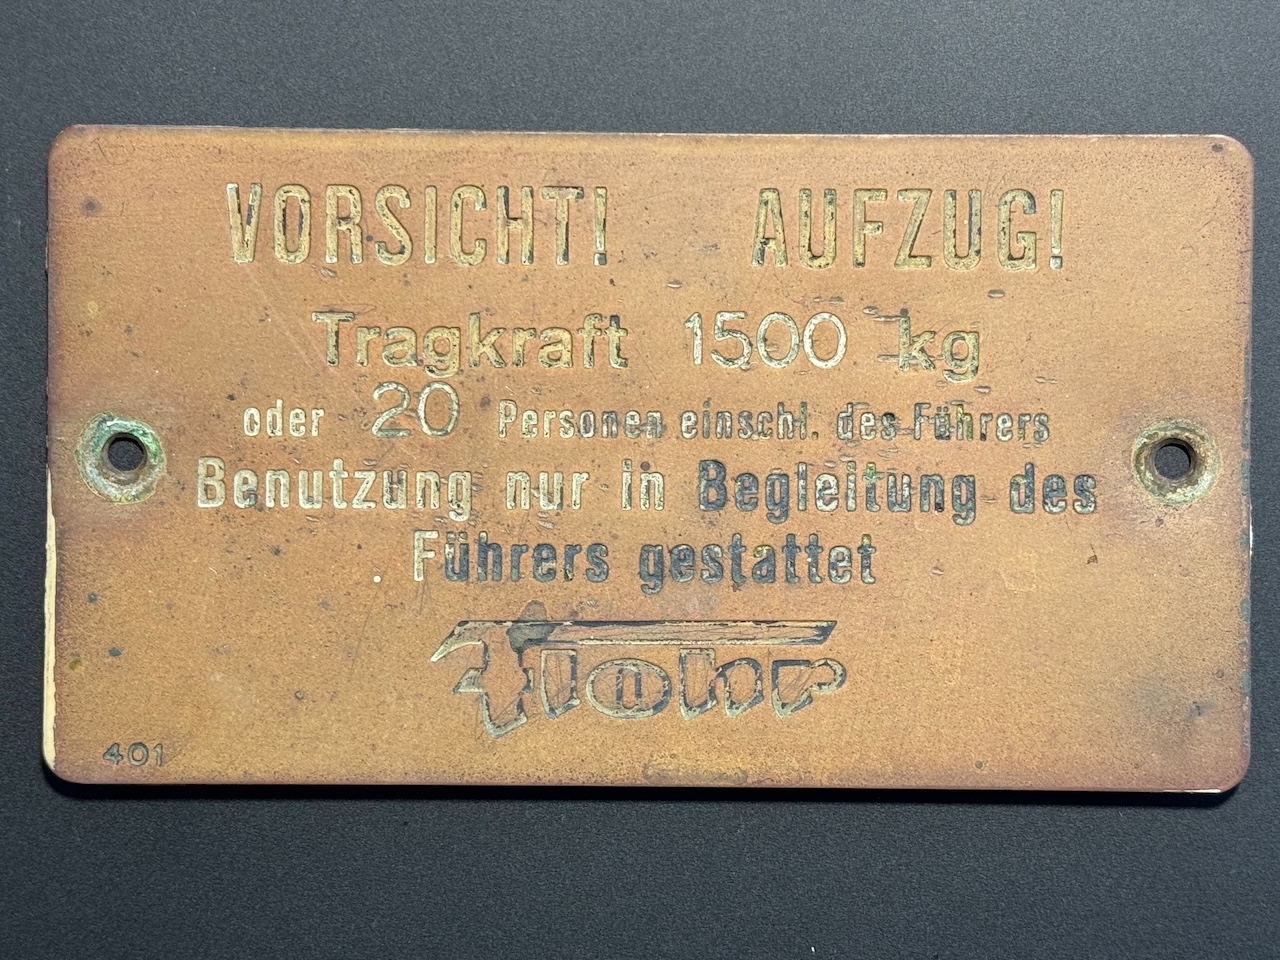 VORSICHT! AUFZUG!
Tragkraft 1500 kg
oder 20 Personen einschl. des Führers
Benutzung nur in Begleitung des
Führers gestattet
Flohr
401